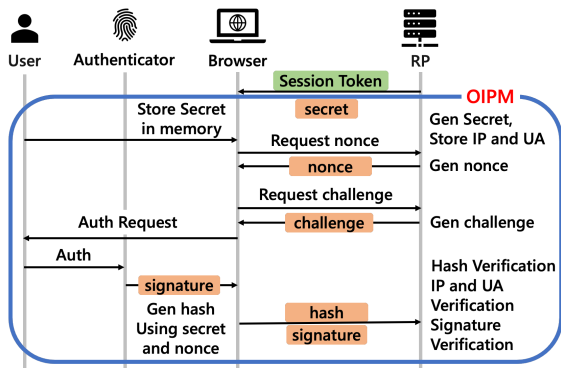 User
Authenticator
Browser
RP
Session Token
OIPM
secret
Store Secret
in memory
Gen Secret,
Store IP and UA
Request nonce
nonce
Gen nonce
Request challenge
challenge
Gen challenge
Auth Request
Auth
signature
Gen hash
Using secret
and nonce
hash
signature
Hash Verification
IP and UA
Verification
Signature
Verification